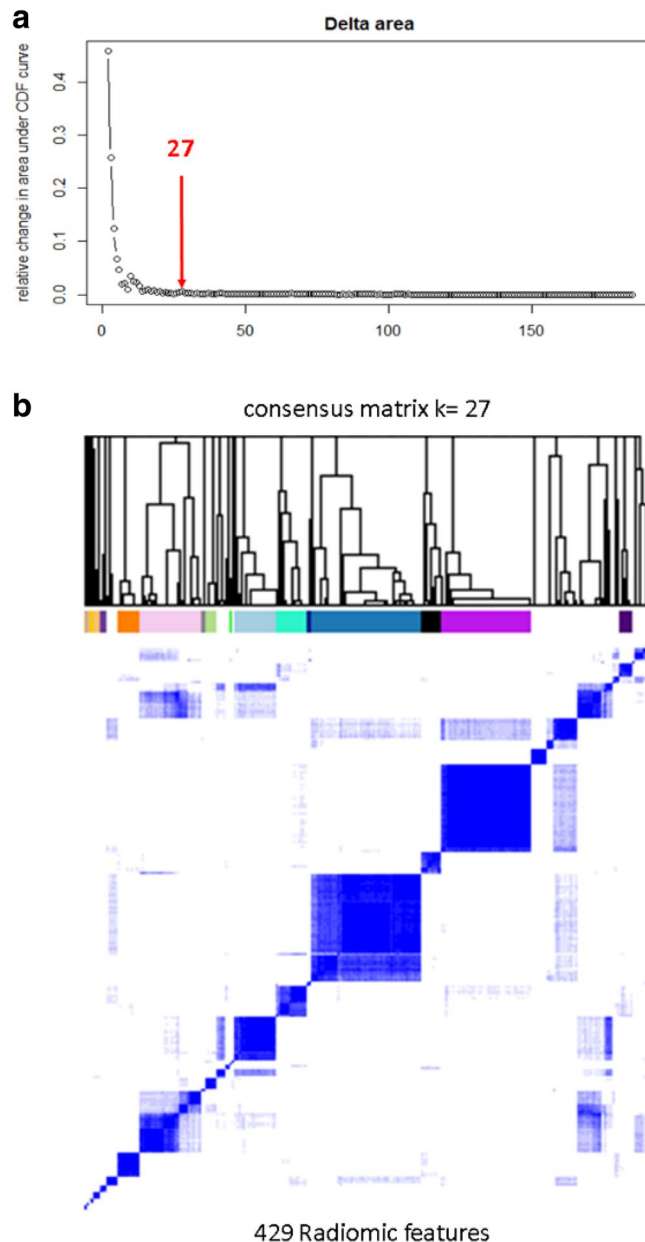 a
Delta area
relative change in area under CDF curve
0.4
0.3
0.2
0.1
0.0
27
0 50 100 150
b
consensus matrix k= 27
429 Radiomic features